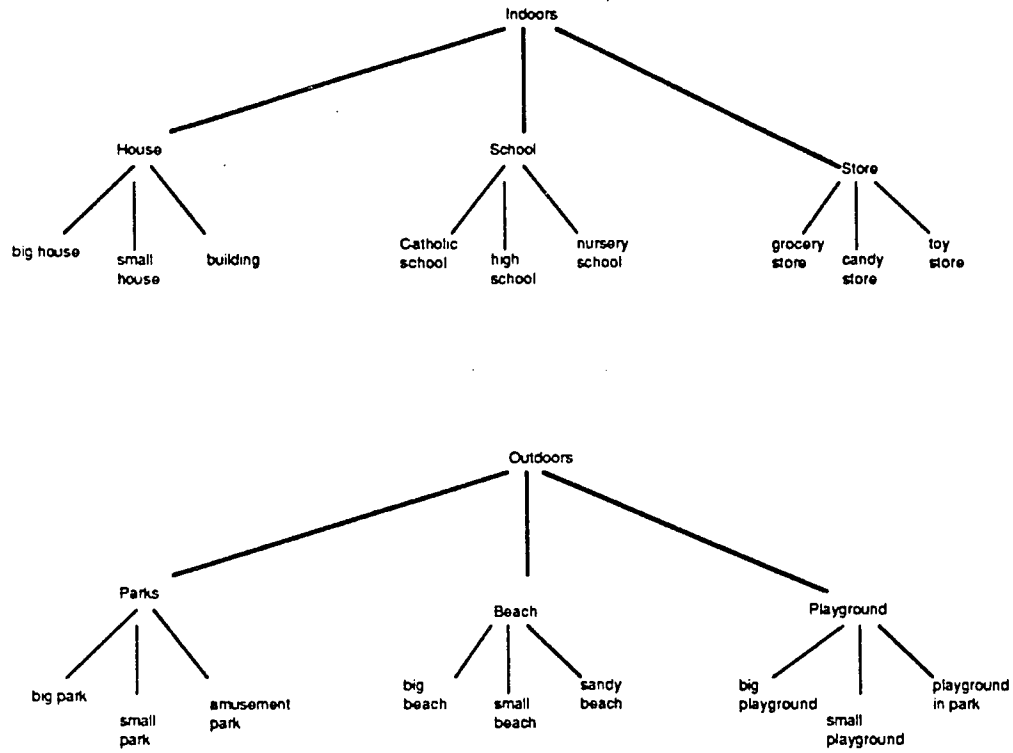 Indoors
House
School
Store
big house
small
house
building
Catholic
school
high
school
nursery
school
grocery
store
candy
store
toy
store
Outdoors
Parks
Beach
Playground
big park
small
park
amusement
park
big
beach
small
beach
sandy
beach
big
playground
small
playground
playground
in park